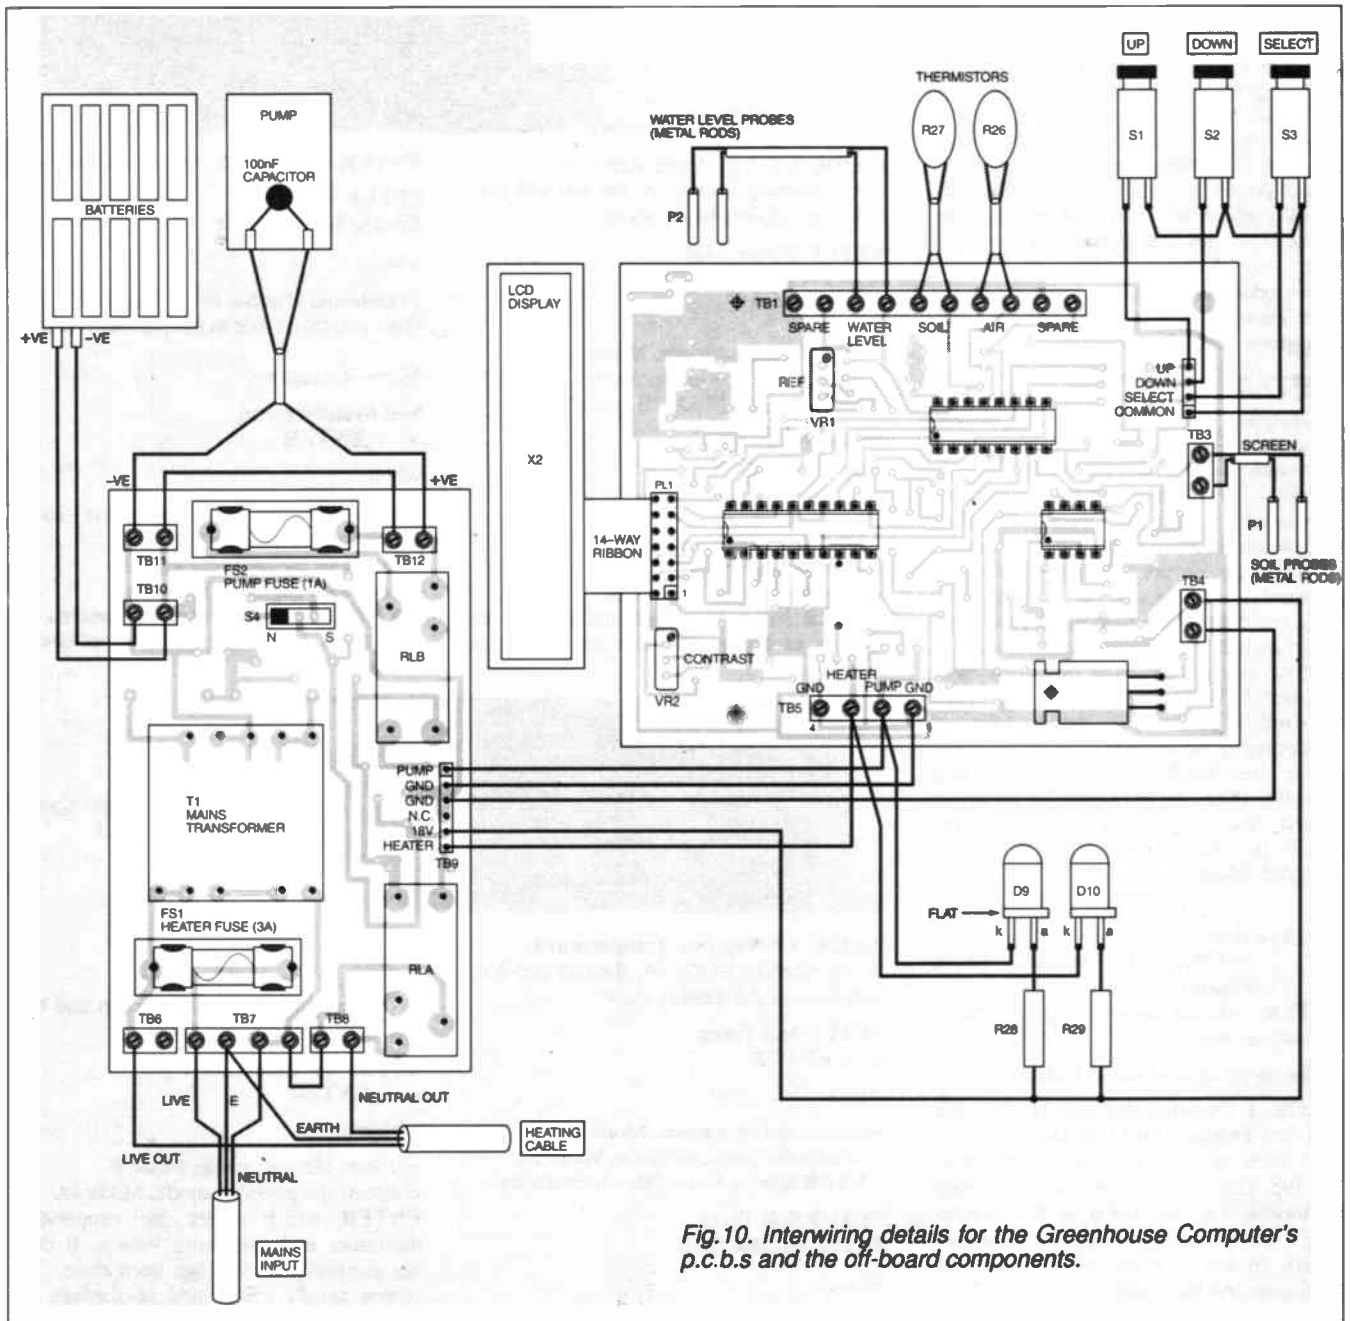 UP
DOWN
SELECT
THERMISTORS
PUMP
WATER LEVEL PROBES
(METAL RODS)
R27
R26
S1
S2
S3
100nF
CAPACITOR
BATTERIES
P2
LCD
DISPLAY
TB1
SPARE
WATER
LEVEL
SOIL
AIR
SPARE
+VE
-VE
REF
VR1
UP
DOWN
SELECT
COMMON
TB3
SCREEN
X2
-VE
+VE
PL1
14-WAY
RIBBON
1
P1
SOIL PROBES
(METAL RODS)
TB11
FS2
PUMP FUSE (1A)
TB12
TB10
S4
N
S
RLB
TB4
CONTRAST
VR2
HEATER
GND
PUMP
GND
TB5
4
PUMP
GND
GND
N.C.
18V
HEATER
TB9
T1
MAINS
TRANSFORMER
D9
D10
FLAT
k
a
k
a
FS1
HEATER FUSE (3A)
RLA
R28
R29
TB6
TB7
TB8
LIVE
E
NEUTRAL OUT
EARTH
HEATING
CABLE
LIVE OUT
NEUTRAL
MAINS
INPUT
Fig.10. Interwiring details for the Greenhouse Computer's
p.c.b.s and the off-board components.